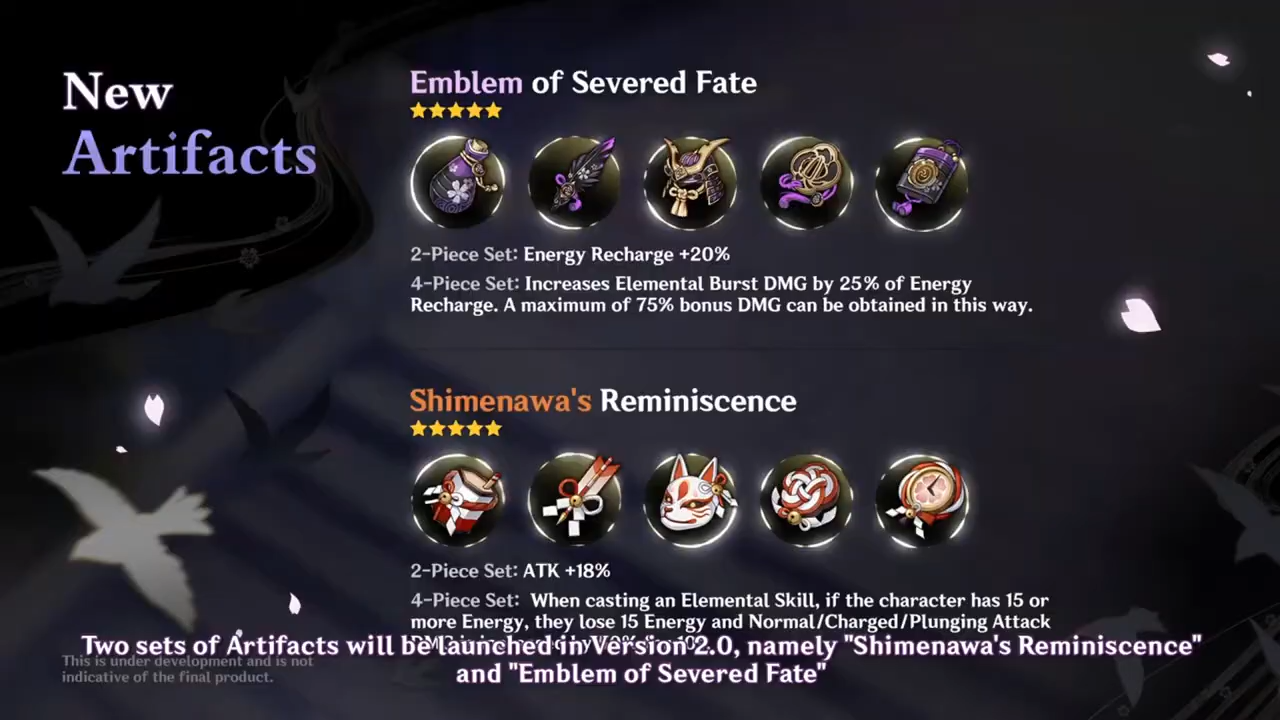 New
Artifacts
Emblem of Severed Fate
2-Piece Set: Energy Recharge +20%
4-Piece Set: Increases Elemental Burst DMG by 25% of Energy
Recharge. A maximum of 75% bonus DMG can be obtained in this way.
Shimenawa's Reminiscence
2-Piece Set: ATK +18%
4-Piece Set: When casting an Elemental Skill, if the character has 15 or
more Energy, they lose 15 Energy and Normal/Charged/Plunging Attack
Two sets of Artifacts will be launched in Version 2.0, namely "Shimenawa's Reminiscence"
and "Emblem of Severed Fate"
This is under development and is not
indicative of the final product.